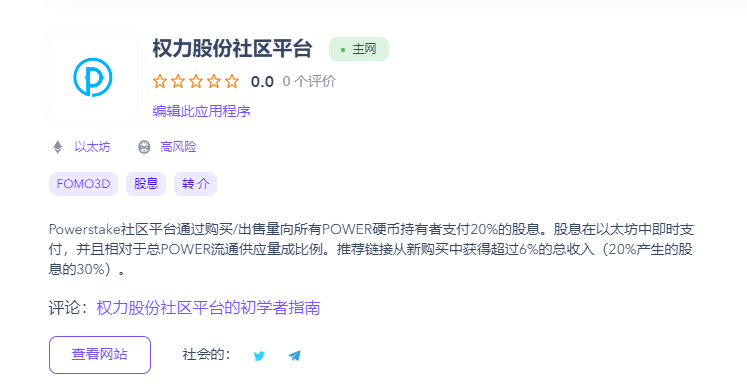 权力股份社区平台 主网
0.0 0 个评价
编辑此应用程序
以太坊 高风险
FOMO3D 股息 转 介
Powerstake社区平台通过购买/出售量向所有POWER硬币持有者支付20%的股息。股息在以太坊中即时支
付，并且相对于总POWER流通供应量成比例。推荐链接从新购买中获得超过6%的总收入（20%产生的股
息的30%）。
评论：权力股份社区平台的初学者指南
查看网站 社会的：